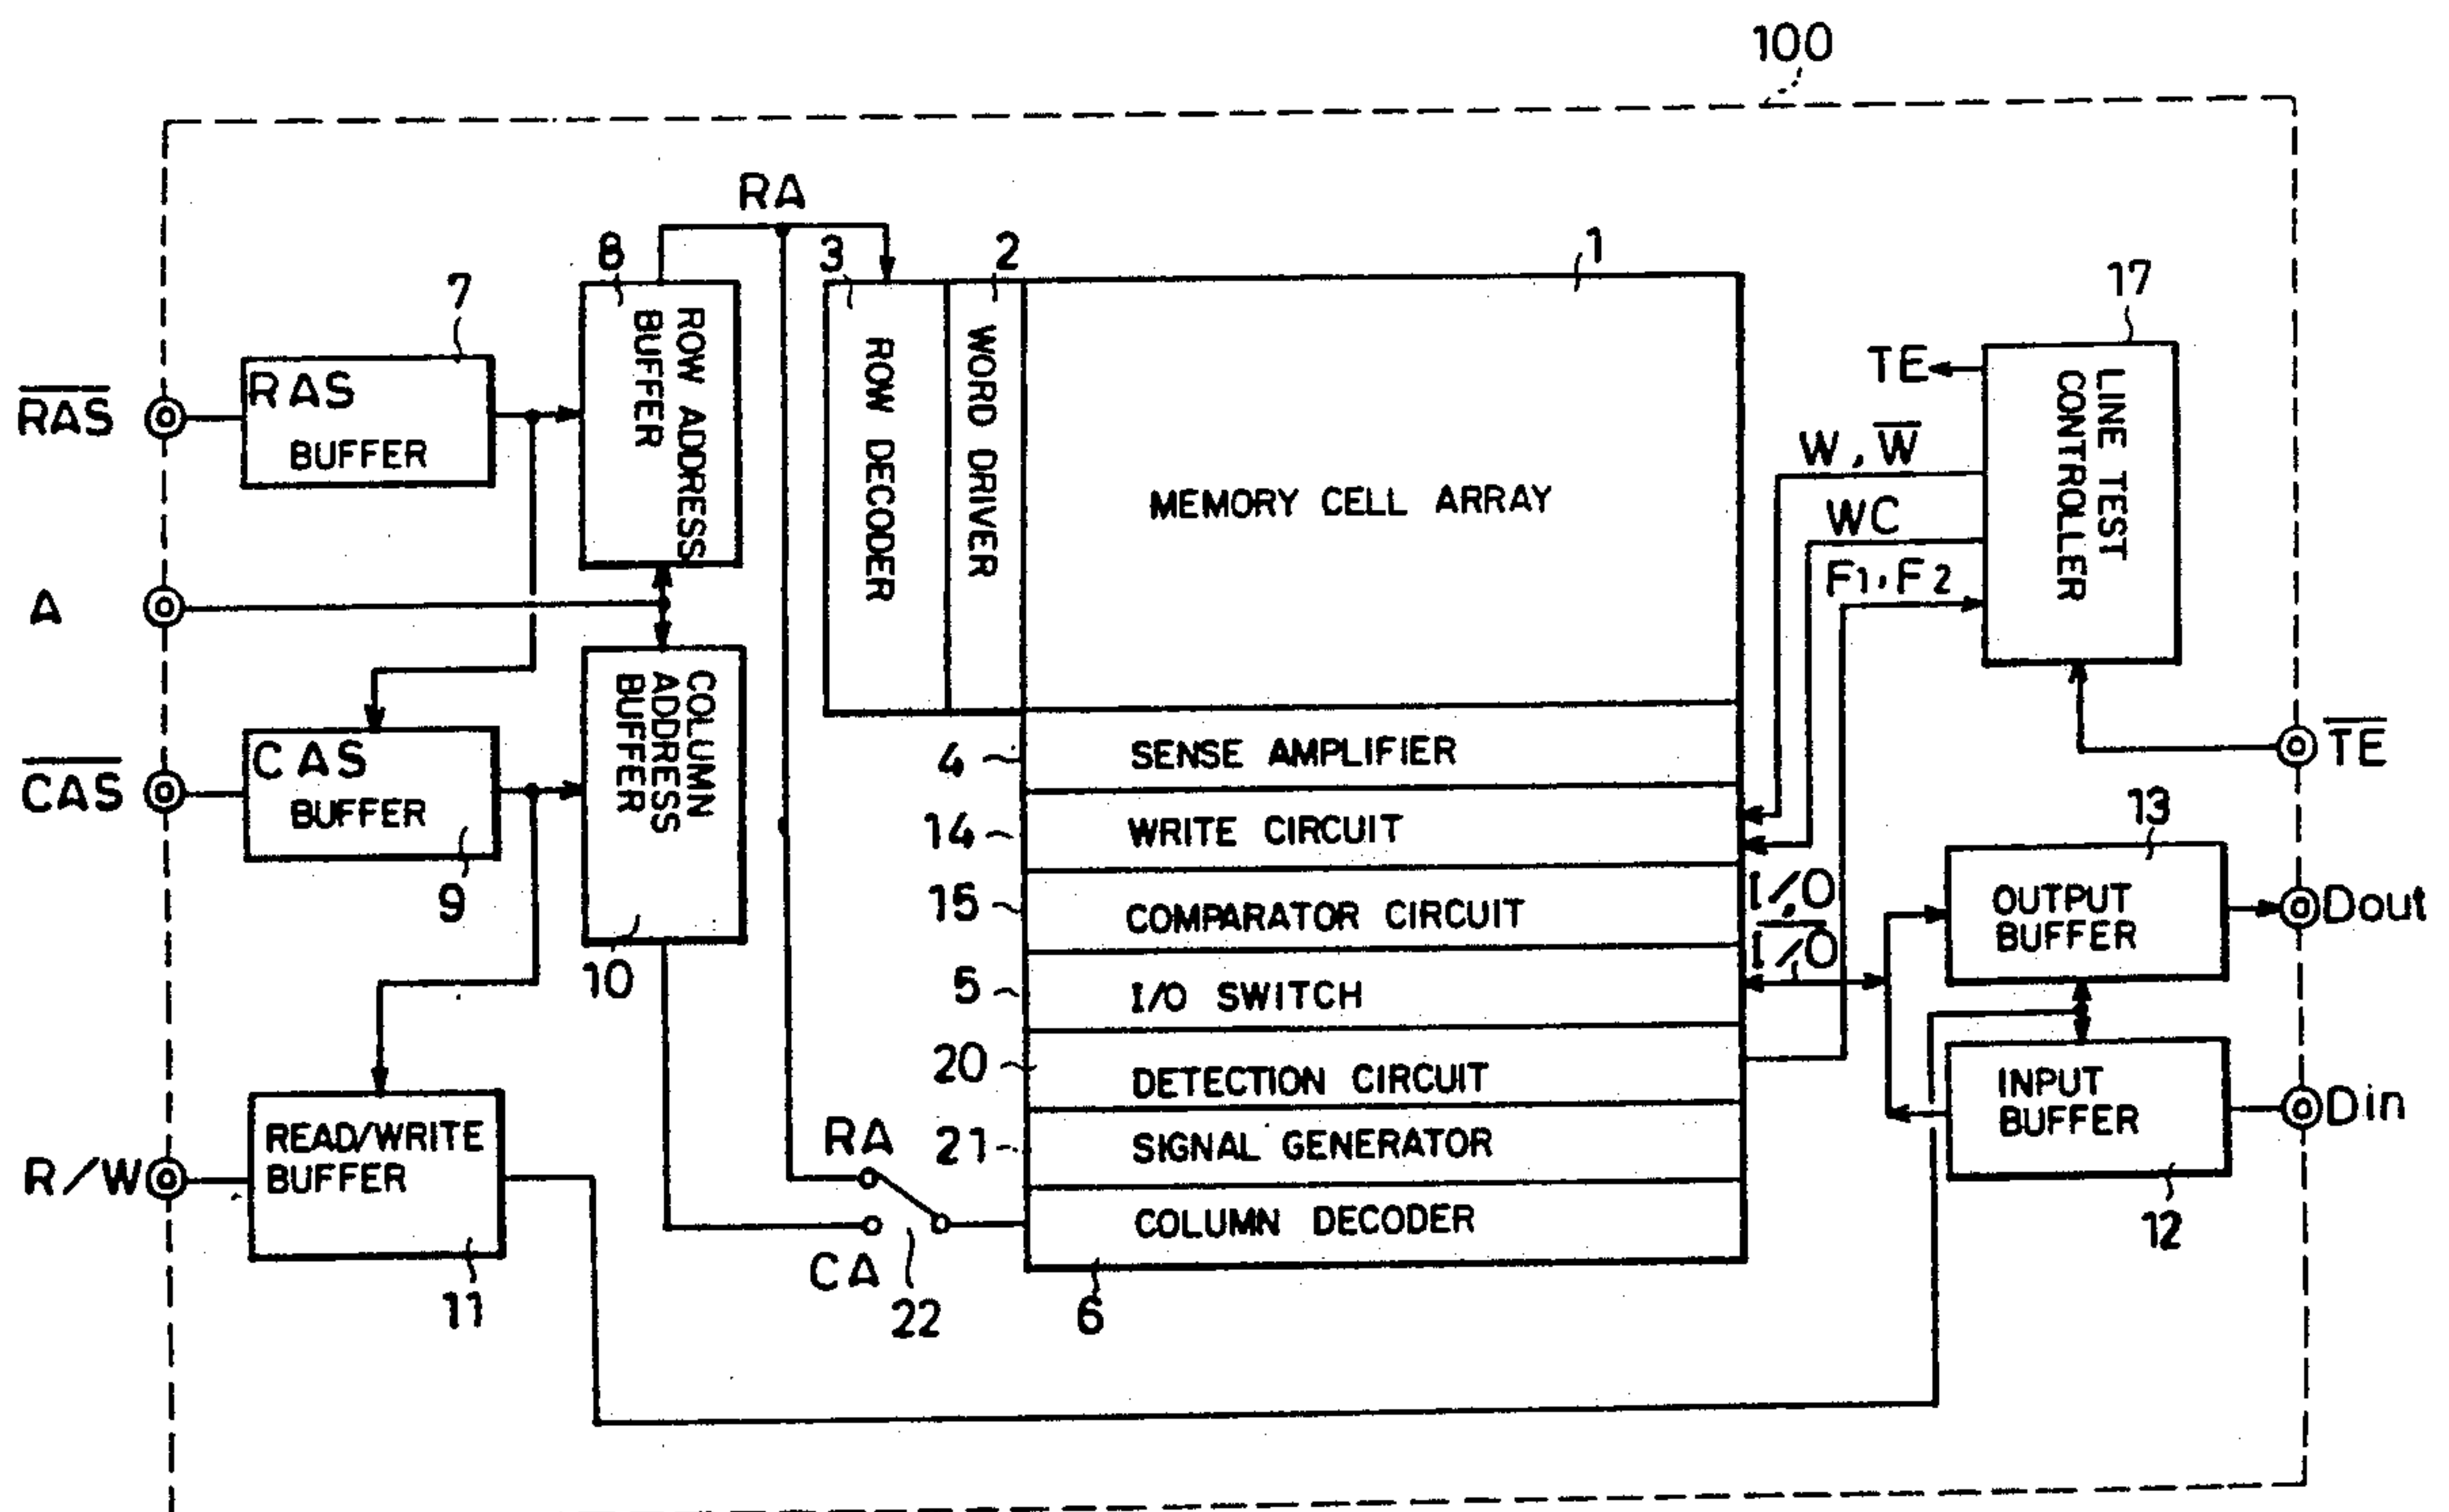 100
RA
8
3
2
1
7
17
ROW ADDRESS
BUFFER
ROW DECODER
WORD DRIVER
MEMORY CELL ARRAY
LINE TEST
CONTROLLER
TE
W, W̅
WC
F1, F2
R̅A̅S̅
RAS
BUFFER
A
C̅A̅S̅
CAS
BUFFER
9
COLUMN
ADDRESS
BUFFER
10
4
SENSE AMPLIFIER
14
WRITE CIRCUIT
15
COMPARATOR CIRCUIT
5
I/O SWITCH
20
DETECTION CIRCUIT
21
SIGNAL GENERATOR
COLUMN DECODER
6
I/O,
I̅/̅O̅
T̅E̅
13
OUTPUT
BUFFER
Dout
INPUT
BUFFER
Din
12
R/W
READ/WRITE
BUFFER
11
RA
CA
22